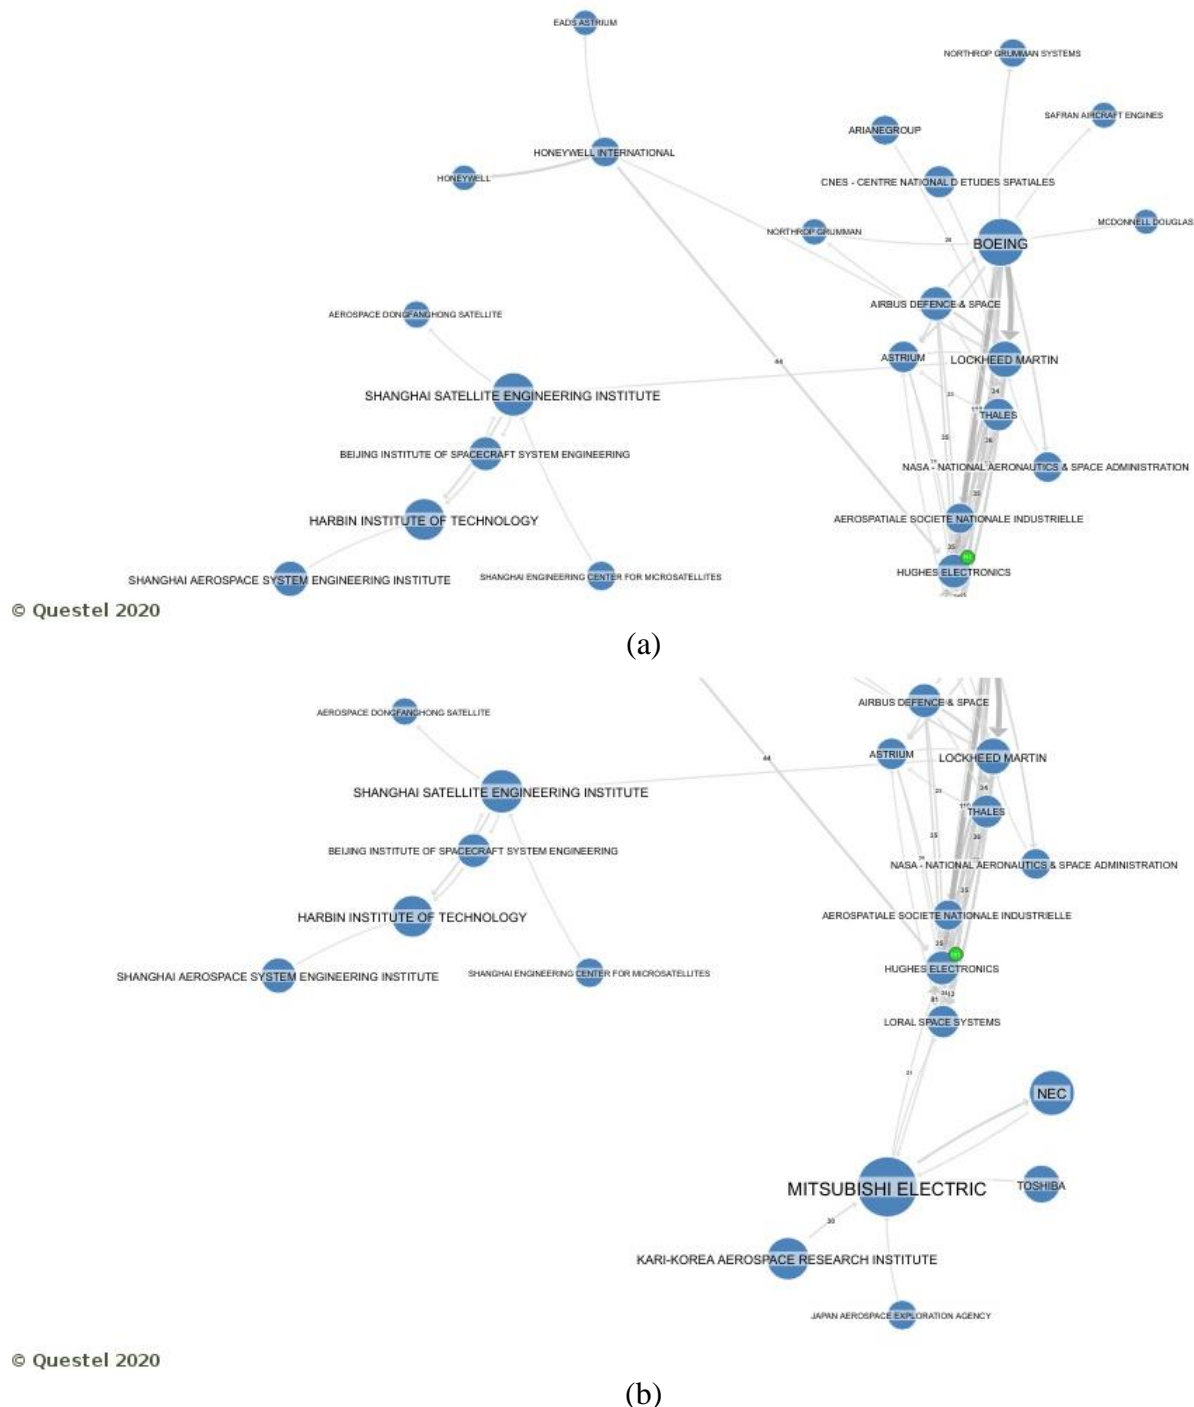 EADS ASTRIUM
NORTHROP GRUMMAN SYSTEMS
SAFRAN AIRCRAFT ENGINES
ARIANEGROUP
HONEYWELL INTERNATIONAL
HONEYWELL
CNES - CENTRE NATIONAL D ETUDES SPATIALES
MCDONNELL DOUGLAS
NORTHROP GRUMMAN
BOEING
AIRBUS DEFENCE & SPACE
AEROSPACE DONGFANGHONG SATELLITE
ASTRIUM
LOCKHEED MARTIN
44
34
SHANGHAI SATELLITE ENGINEERING INSTITUTE
THALES
35
36
BEIJING INSTITUTE OF SPACECRAFT SYSTEM ENGINEERING
NASA - NATIONAL AERONAUTICS & SPACE ADMINISTRATION
HARBIN INSTITUTE OF TECHNOLOGY
AEROSPATIALE SOCIETE NATIONALE INDUSTRIELLE
SHANGHAI AEROSPACE SYSTEM ENGINEERING INSTITUTE
SHANGHAI ENGINEERING CENTER FOR MICROSATELLITES
HUGHES ELECTRONICS
© Questel 2020
(a)
AIRBUS DEFENCE & SPACE
AEROSPACE DONGFANGHONG SATELLITE
ASTRIUM
LOCKHEED MARTIN
44
34
SHANGHAI SATELLITE ENGINEERING INSTITUTE
THALES
35
BEIJING INSTITUTE OF SPACECRAFT SYSTEM ENGINEERING
NASA - NATIONAL AERONAUTICS & SPACE ADMINISTRATION
35
HARBIN INSTITUTE OF TECHNOLOGY
AEROSPATIALE SOCIETE NATIONALE INDUSTRIELLE
SHANGHAI AEROSPACE SYSTEM ENGINEERING INSTITUTE
SHANGHAI ENGINEERING CENTER FOR MICROSATELLITES
HUGHES ELECTRONICS
81
LORAL SPACE SYSTEMS
NEC
MITSUBISHI ELECTRIC
TOSHIBA
30
KARI-KOREA AEROSPACE RESEARCH INSTITUTE
JAPAN AEROSPACE EXPLORATION AGENCY
© Questel 2020
(b)